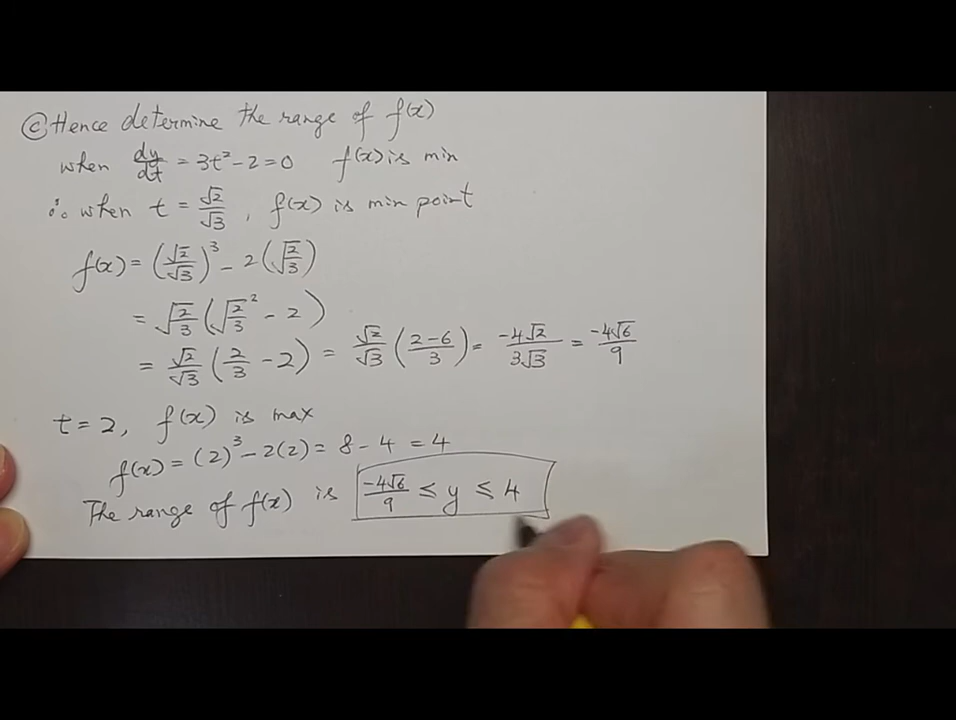 ⓒ Hence determine the range of f(x)
when dy/dt = 3t² - 2 = 0 f(x) is min
∴ when t = √2/√3 , f(x) is min point
f(x) = (√2/√3)³ - 2(√(2/3))
= √(2/3) (√(2/3)² - 2)
= √2/√3 (2/3 - 2) = √2/√3 (2-6/3) = -4√2/3√3 = -4√6/9
t = 2, f(x) is max
f(x) = (2)³ - 2(2) = 8 - 4 = 4
The range of f(x) is -4√6/9 ≤ y ≤ 4